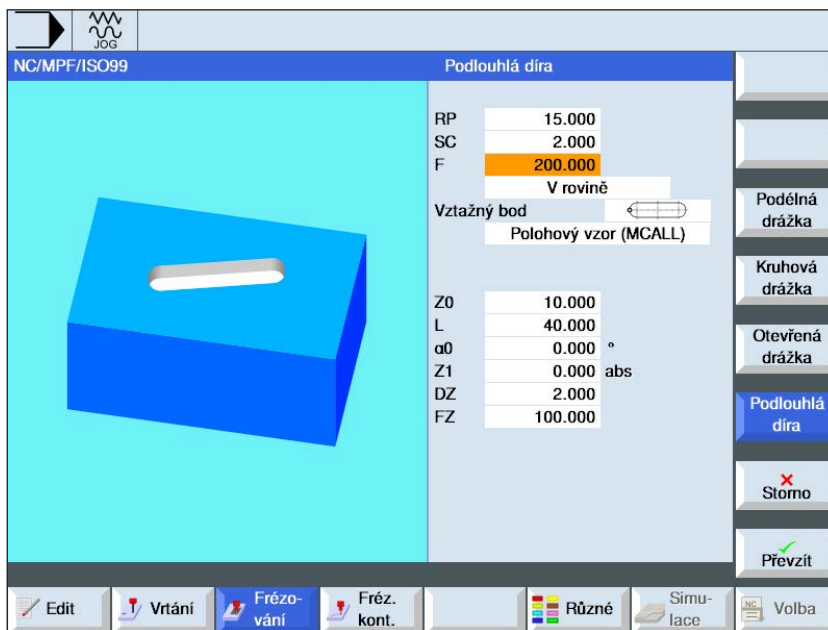 JOG
NC/MPF/ISO99
Podlouhlá díra
RP 15.000
SC 2.000
F 200.000
V rovině
Vztažný bod
Polohový vzor (MCALL)
Z0 10.000
L 40.000
α0 0.000 °
Z1 0.000 abs
DZ 2.000
FZ 100.000
Podélná
drážka
Kruhová
drážka
Otevřená
drážka
Podlouhlá
díra
Storno
Převzít
Edit
Vrtání
Frézo-
vání
Fréz.
kont.
Různé
Simu-
lace
NC
Volba